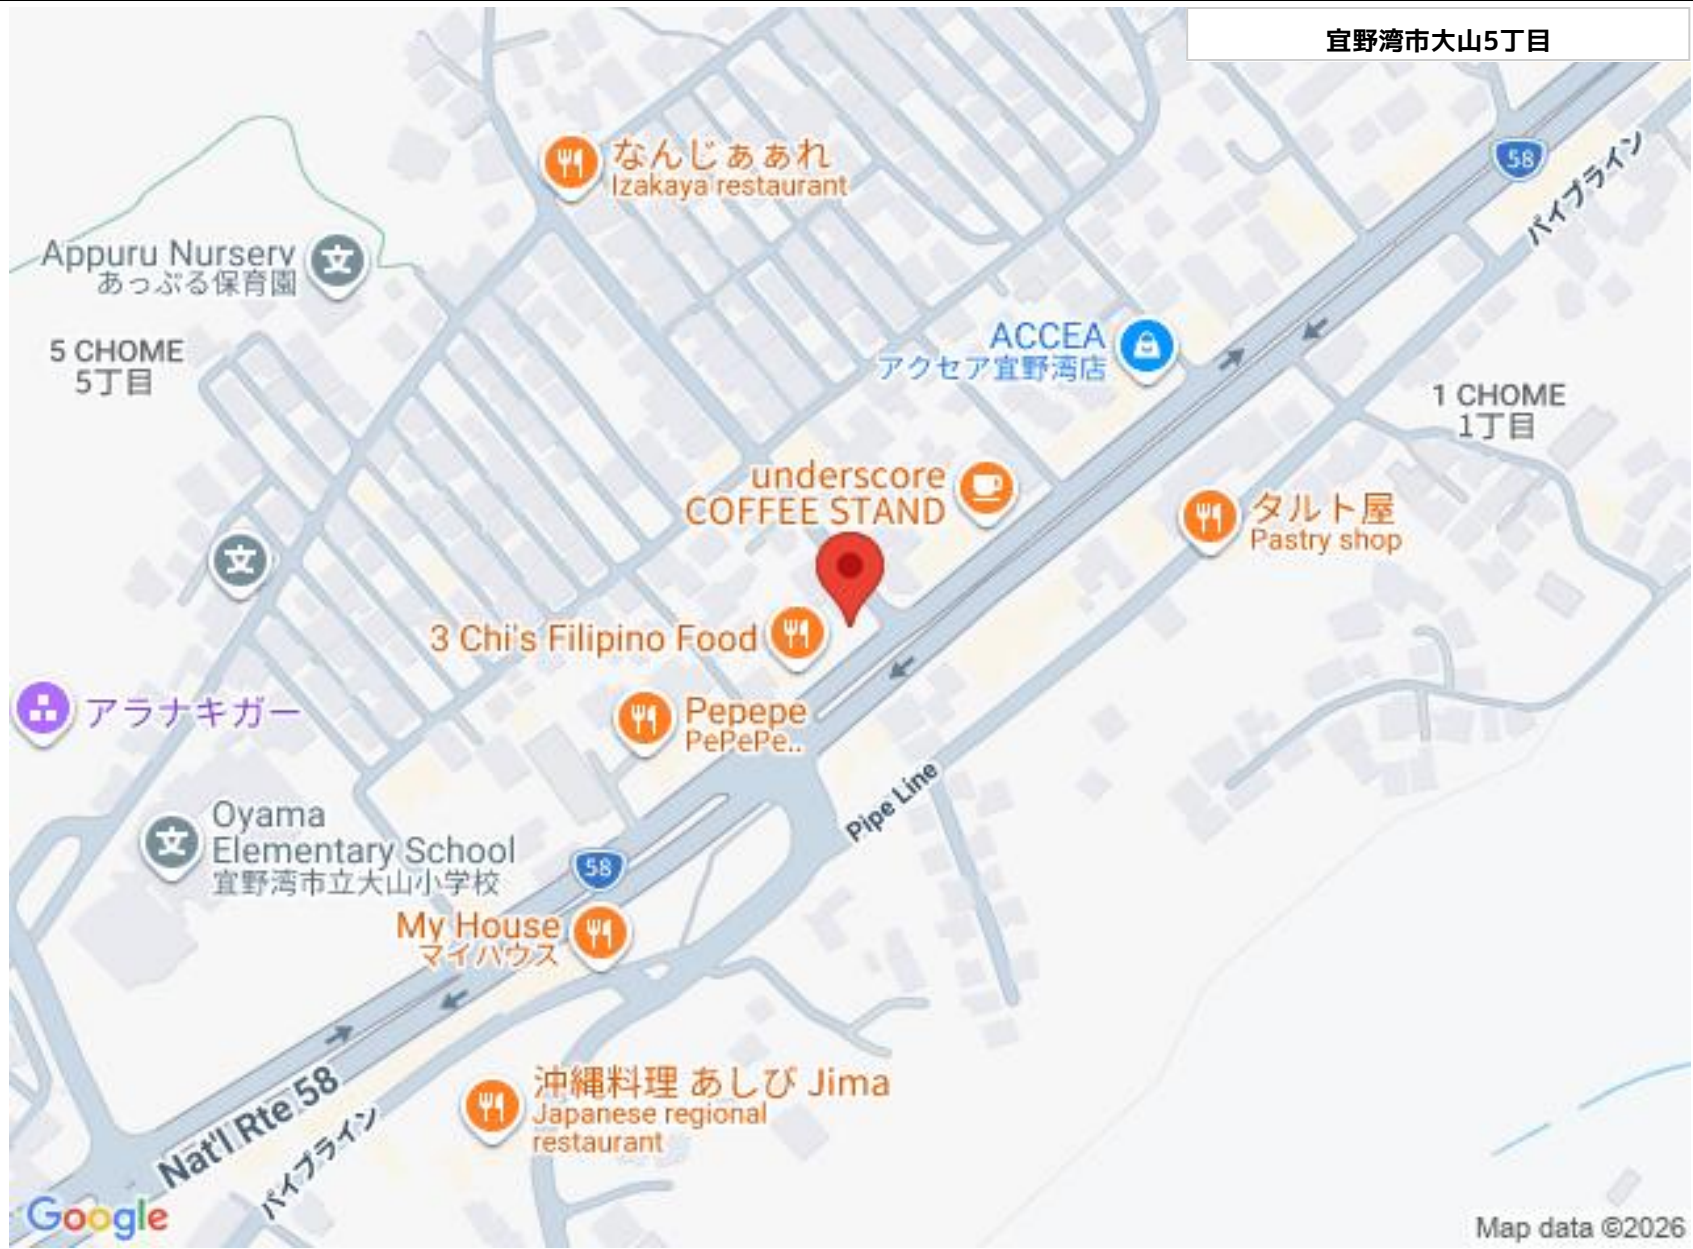 宜野湾市大山5丁目
58
パイプライン
なんじぁぁれ
Izakaya restaurant
Appuru Nurserv
あっぷる保育園
文
5 CHOME
5丁目
ACCEA
アクセア宜野湾店
1 CHOME
1丁目
underscore
COFFEE STAND
タルト屋
Pastry shop
文
3 Chi's Filipino Food
アラナキガー
Pepepe
PePePe..
Pipe Line
文
Oyama
Elementary School
宜野湾市立大山小学校
58
My House
マイハウス
Nat'l Rte 58
パイプライン
沖縄料理 あしび Jima
Japanese regional
restaurant
Google
Map data ©2026